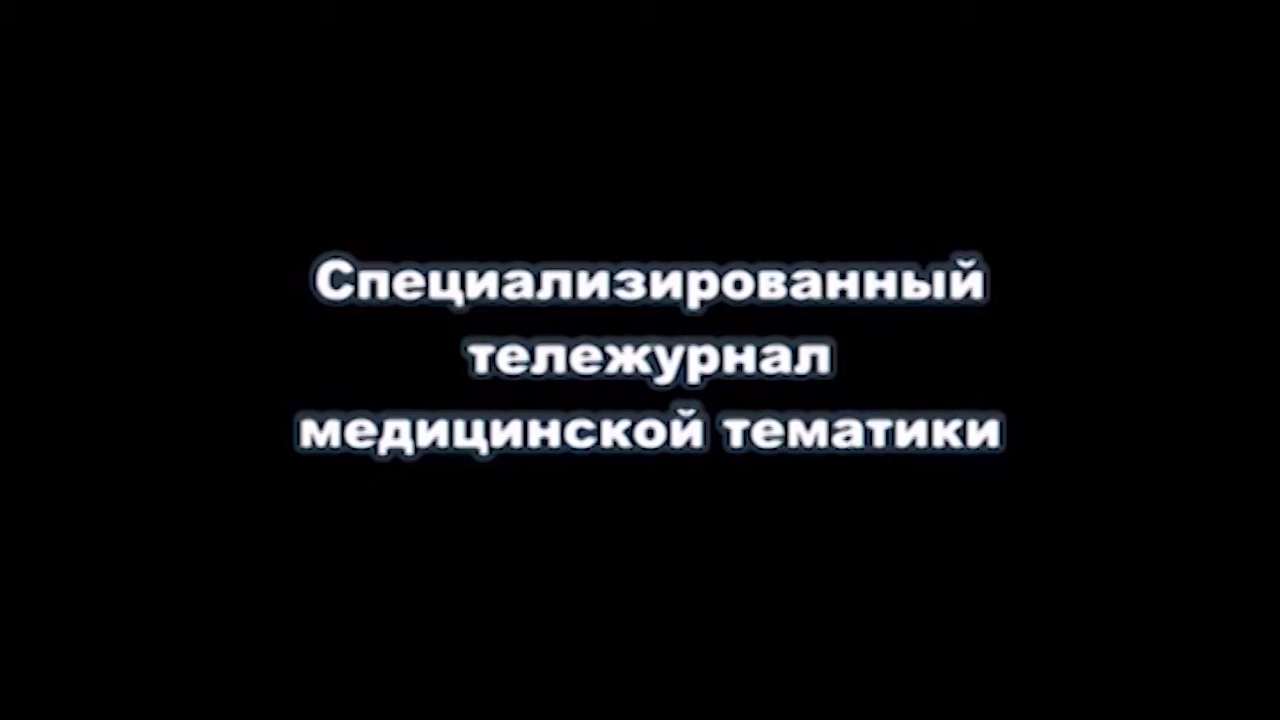 Специализированный
тележурнал
медицинской тематики